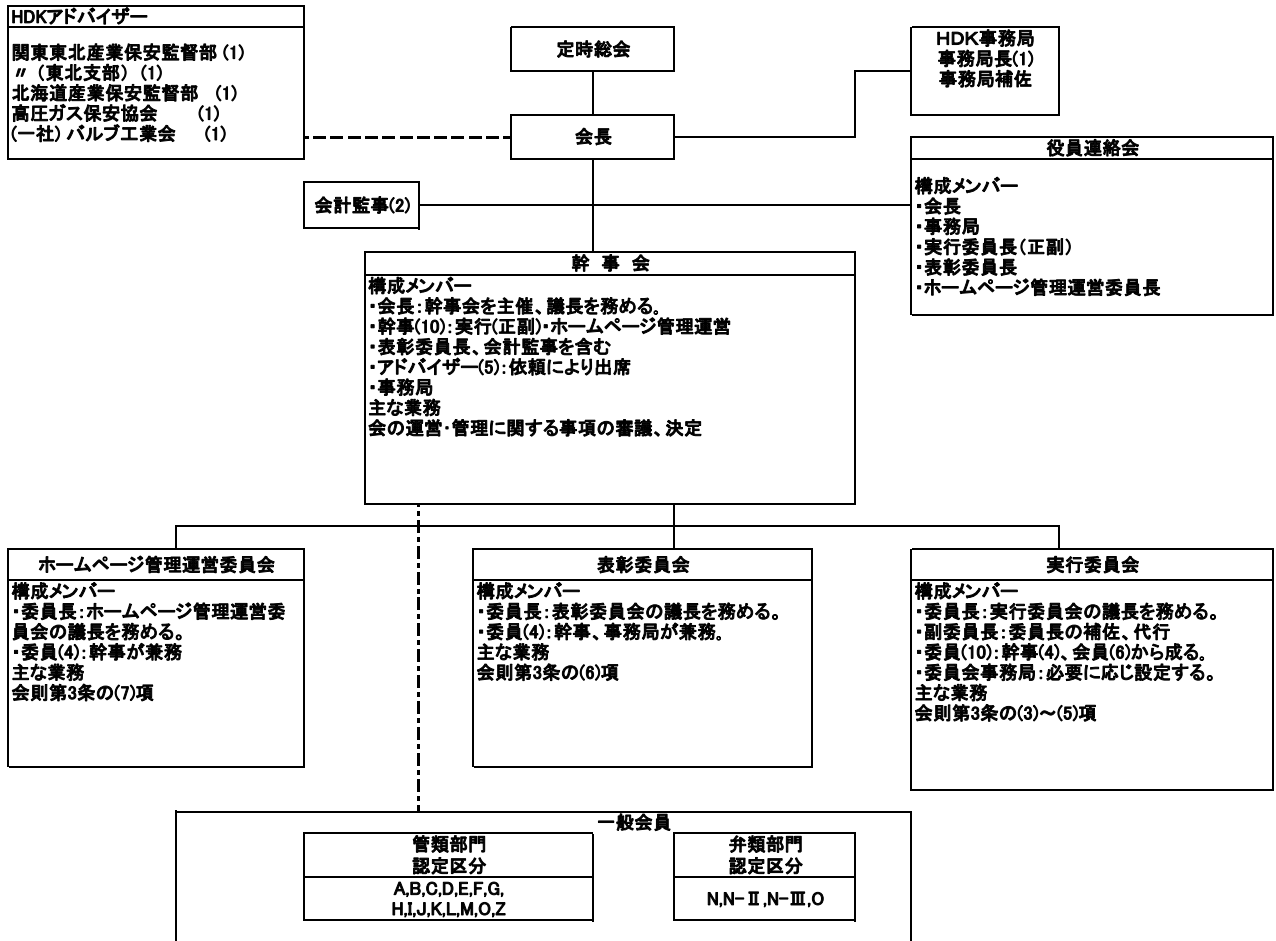 HDKアドバイザー
関東東北産業保安監督部 (1)
〃 (東北支部) (1)
北海道産業保安監督部 (1)
高圧ガス保安協会 (1)
(一社) バルブ工業会 (1)
定時総会
会長
HDK事務局
事務局長(1)
事務局補佐
会計監事(2)
役員連絡会
構成メンバー
・会長
・事務局
・実行委員長(正副)
・表彰委員長
・ホームページ管理運営委員長
幹 事 会
構成メンバー
・会長:幹事会を主催、議長を務める。
・幹事(10):実行(正副)・ホームページ管理運営
・表彰委員長、会計監事を含む
・アドバイザー(5):依頼により出席
・事務局
主な業務
会の運営・管理に関する事項の審議、決定
ホームページ管理運営委員会
構成メンバー
・委員長:ホームページ管理運営委
員会の議長を務める。
・委員(4):幹事が兼務
主な業務
会則第3条の(7)項
表彰委員会
構成メンバー
・委員長:表彰委員会の議長を務める。
・委員(4):幹事、事務局が兼務。
主な業務
会則第3条の(6)項
実行委員会
構成メンバー
・委員長:実行委員会の議長を務める。
・副委員長:委員長の補佐、代行
・委員(10):幹事(4)、会員(6)から成る。
・委員会事務局:必要に応じ設定する。
主な業務
会則第3条の(3)~(5)項
一般会員
管類部門
認定区分
A,B,C,D,E,F,G,
H,I,J,K,L,M,O,Z
弁類部門
認定区分
N,N-Ⅱ,N-Ⅲ,O